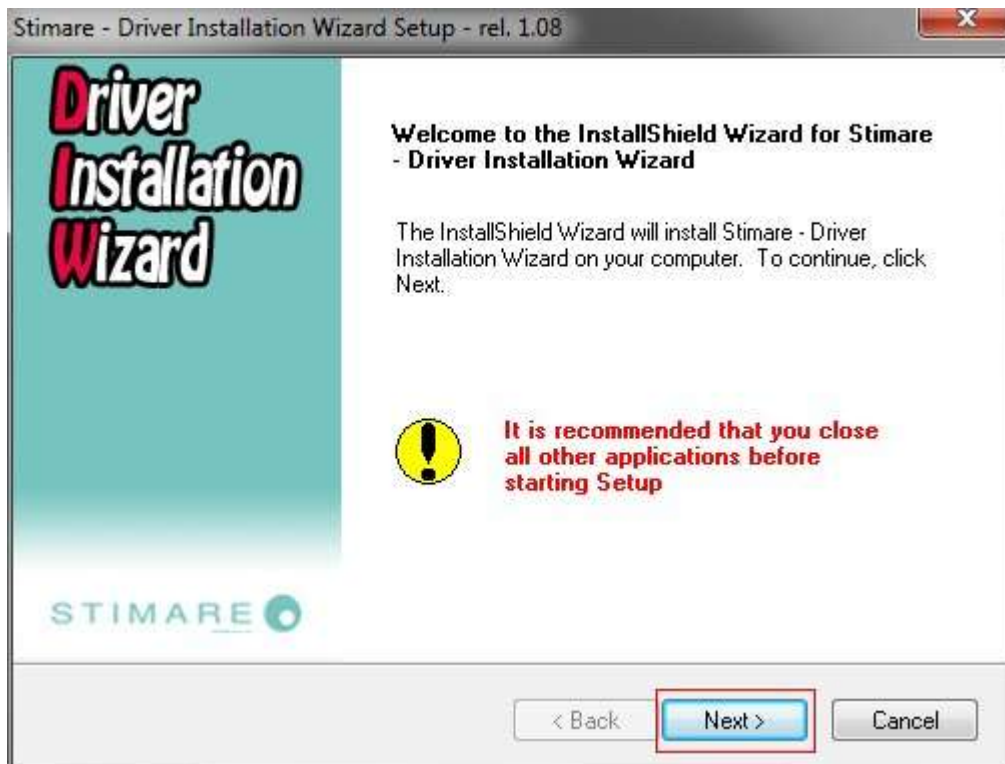 Stimare - Driver Installation Wizard Setup - rel. 1.08
Driver
Installation
Wizard
Welcome to the InstallShield Wizard for Stimare
- Driver Installation Wizard
The InstallShield Wizard will install Stimare - Driver
Installation Wizard on your computer. To continue, click
Next.
It is recommended that you close
all other applications before
starting Setup
STIMARE
< Back
Next >
Cancel